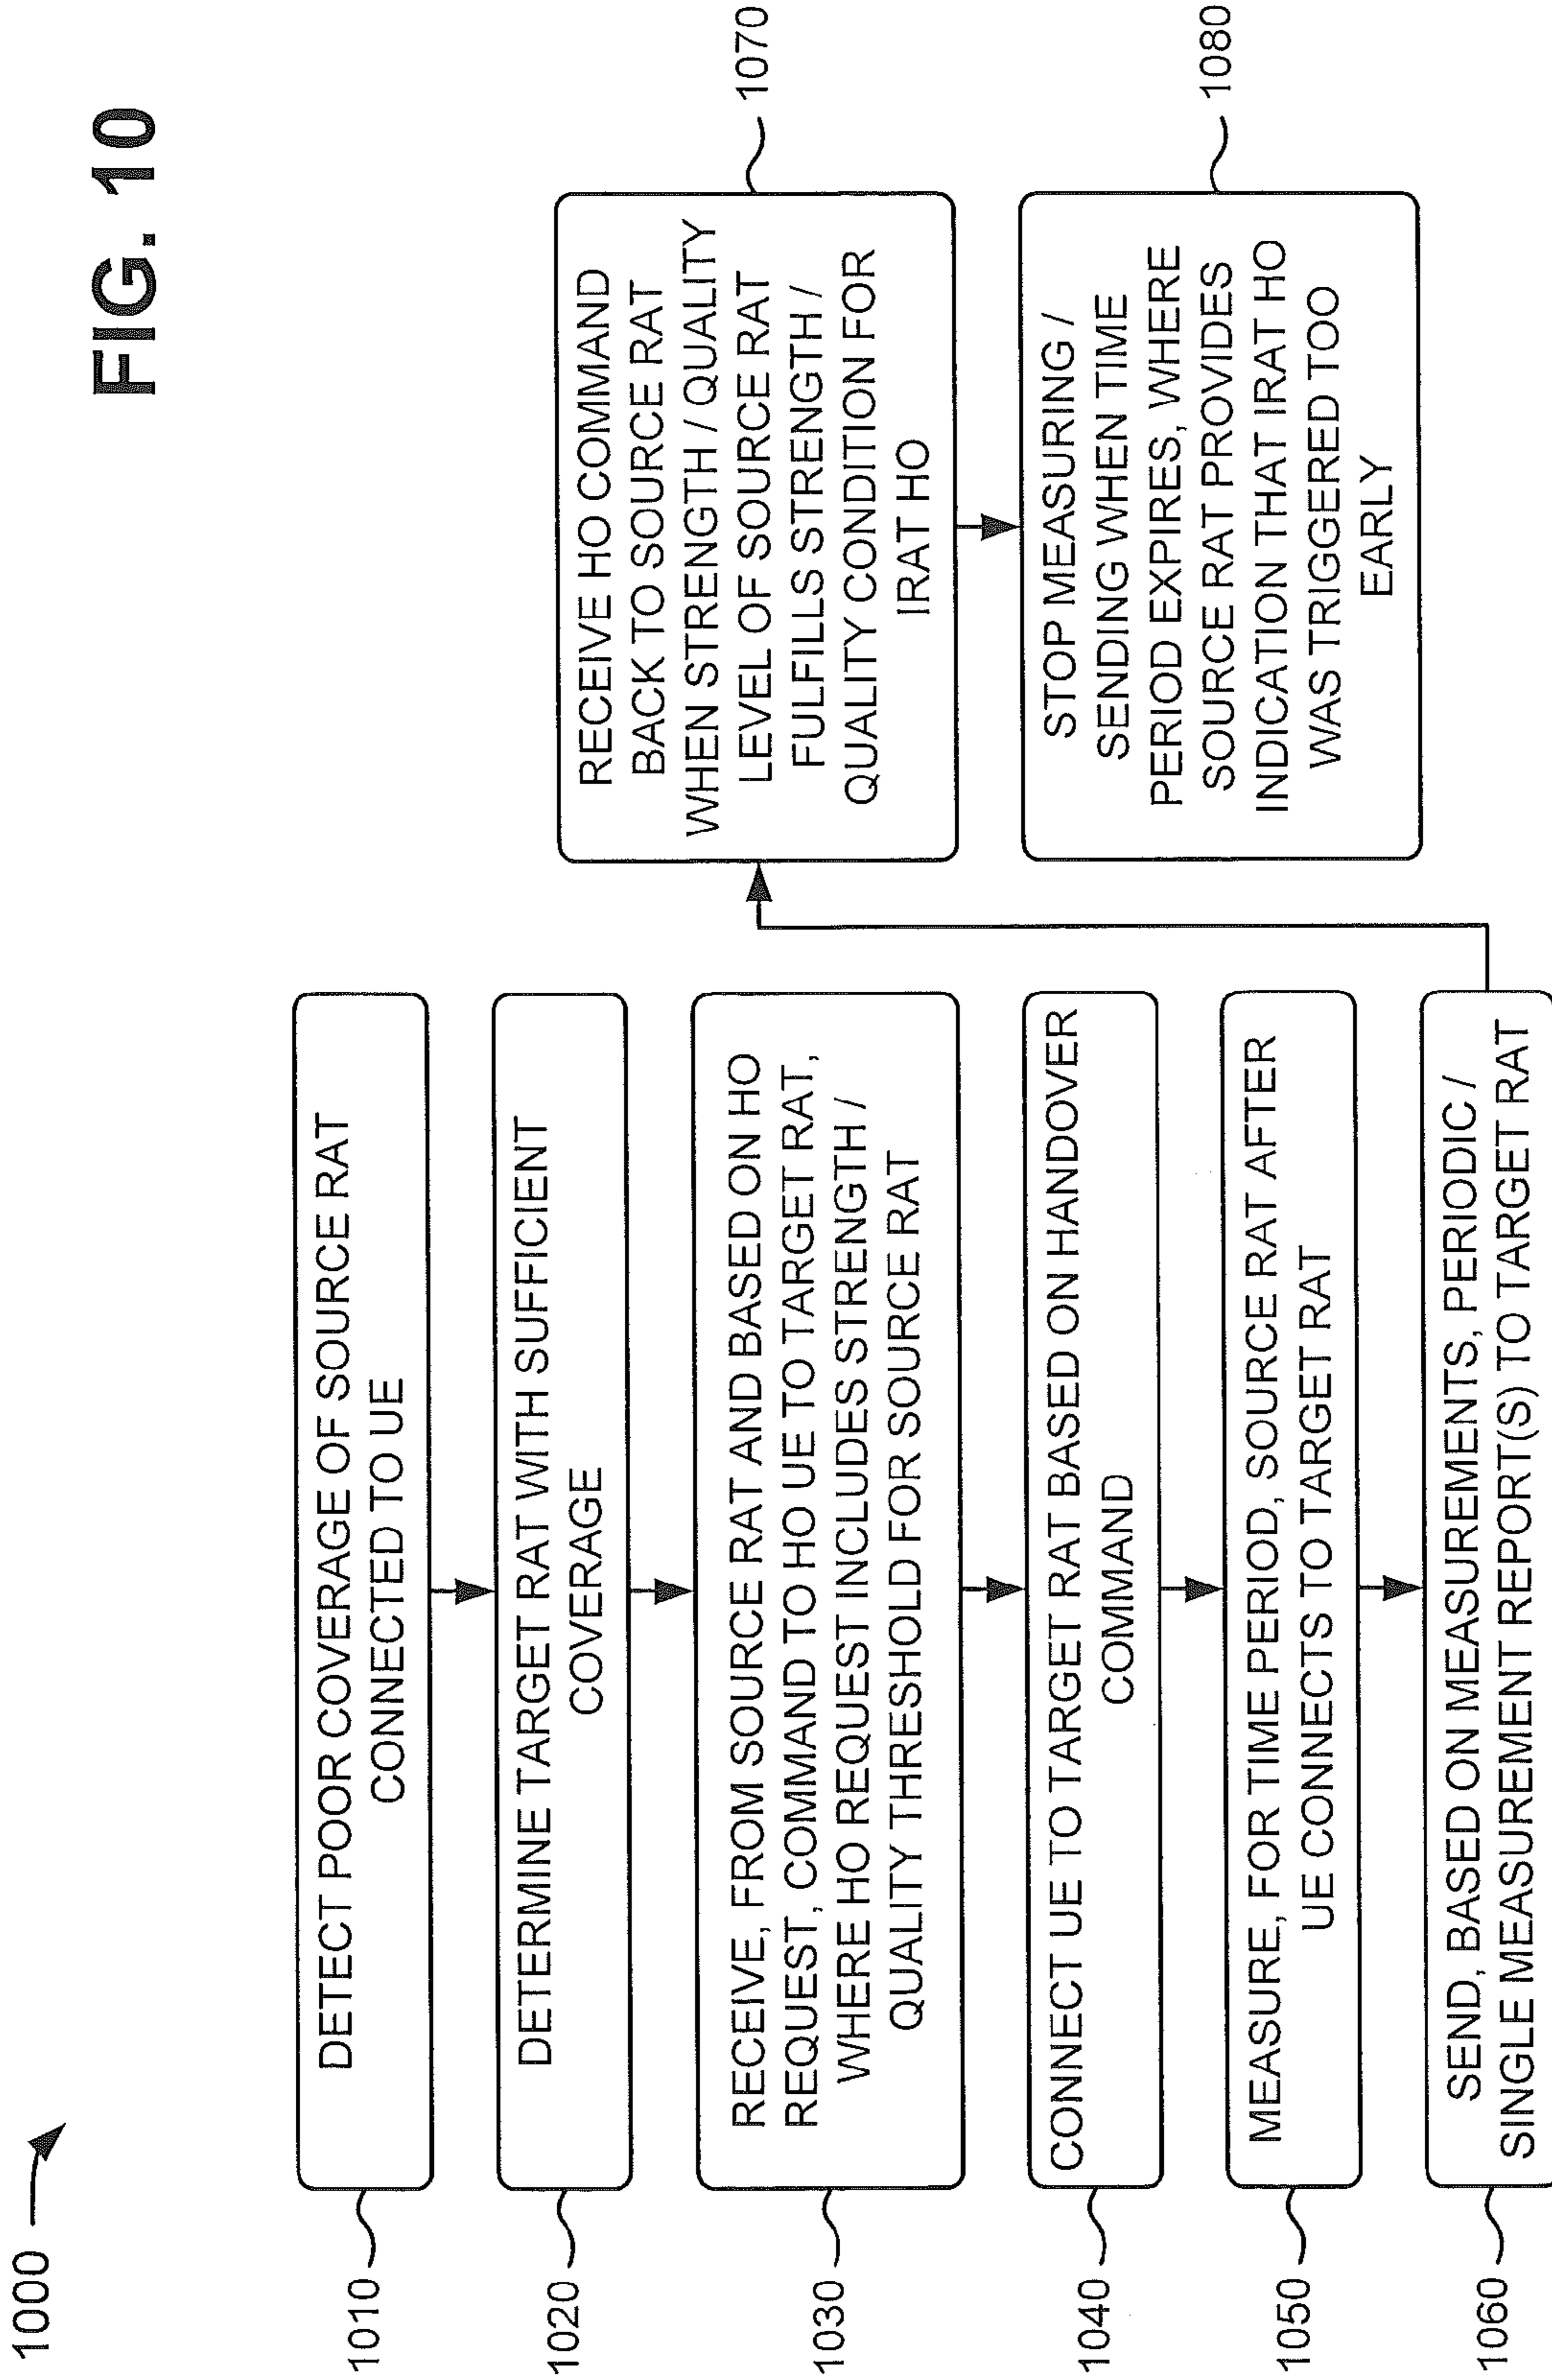 FIG. 10
1000
1010
DETECT POOR COVERAGE OF SOURCE RAT
CONNECTED TO UE
1020
DETERMINE TARGET RAT WITH SUFFICIENT
COVERAGE
1030
RECEIVE, FROM SOURCE RAT AND BASED ON HO
REQUEST, COMMAND TO HO UE TO TARGET RAT,
WHERE HO REQUEST INCLUDES STRENGTH /
QUALITY THRESHOLD FOR SOURCE RAT
1040
CONNECT UE TO TARGET RAT BASED ON HANDOVER
COMMAND
1050
MEASURE, FOR TIME PERIOD, SOURCE RAT AFTER
UE CONNECTS TO TARGET RAT
1060
SEND, BASED ON MEASUREMENTS, PERIODIC /
SINGLE MEASUREMENT REPORT(S) TO TARGET RAT
RECEIVE HO COMMAND
BACK TO SOURCE RAT
WHEN STRENGTH / QUALITY
LEVEL OF SOURCE RAT
FULFILLS STRENGTH /
QUALITY CONDITION FOR
IRAT HO
1070
STOP MEASURING /
SENDING WHEN TIME
PERIOD EXPIRES, WHERE
SOURCE RAT PROVIDES
INDICATION THAT IRAT HO
WAS TRIGGERED TOO
EARLY
1080